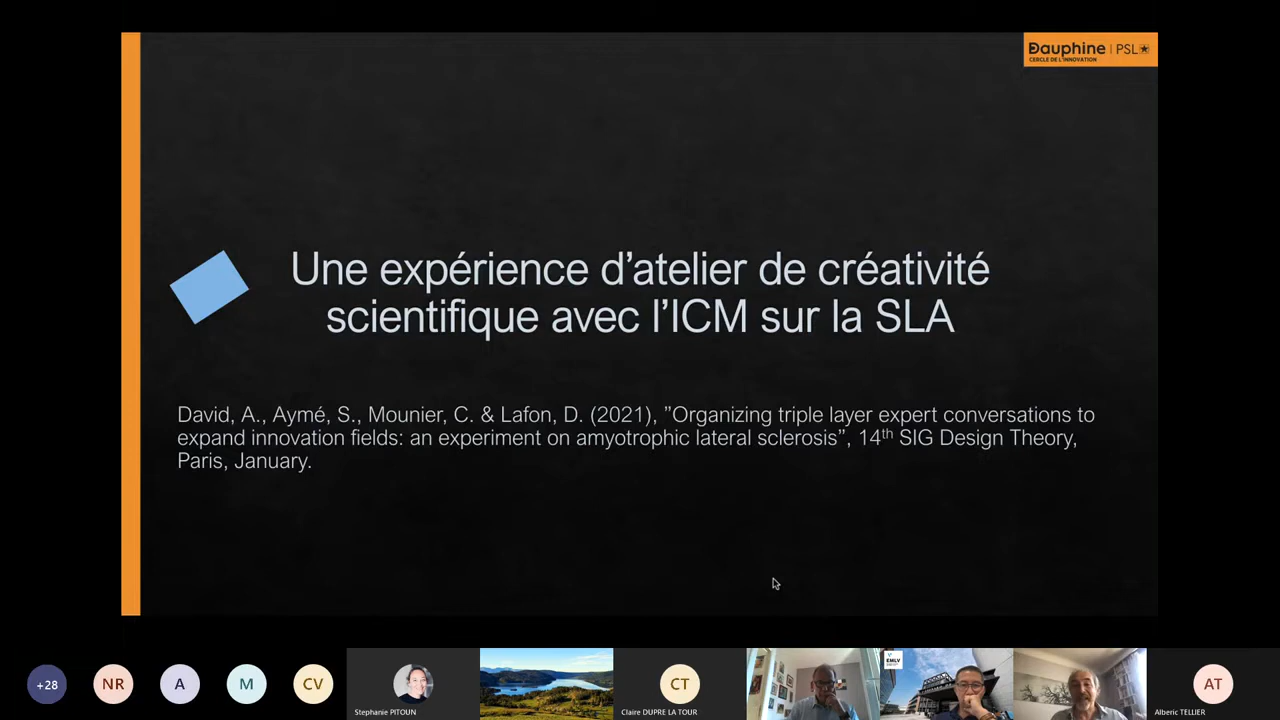 Dauphine | PSL
CERCLE DE L'INNOVATION
Une expérience d’atelier de créativité
scientifique avec l’ICM sur la SLA
David, A., Aymé, S., Mounier, C. & Lafon, D. (2021), ”Organizing triple layer expert conversations to
expand innovation fields: an experiment on amyotrophic lateral sclerosis”, 14th SIG Design Theory,
Paris, January.
+28
NR
A
M
CV
Stephanie PITOUN
CT
Claire DUPRE LA TOUR
EMLV
AT
Alberic TELLIER